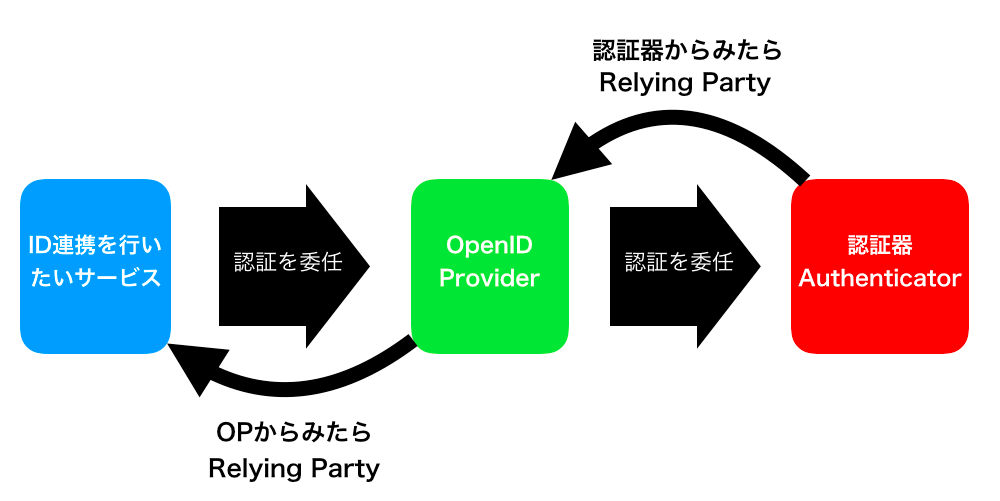 認証器からみたら
Relying Party
ID連携を行い
たいサービス
認証を委任
OpenID
Provider
認証を委任
認証器
Authenticator
OPからみたら
Relying Party